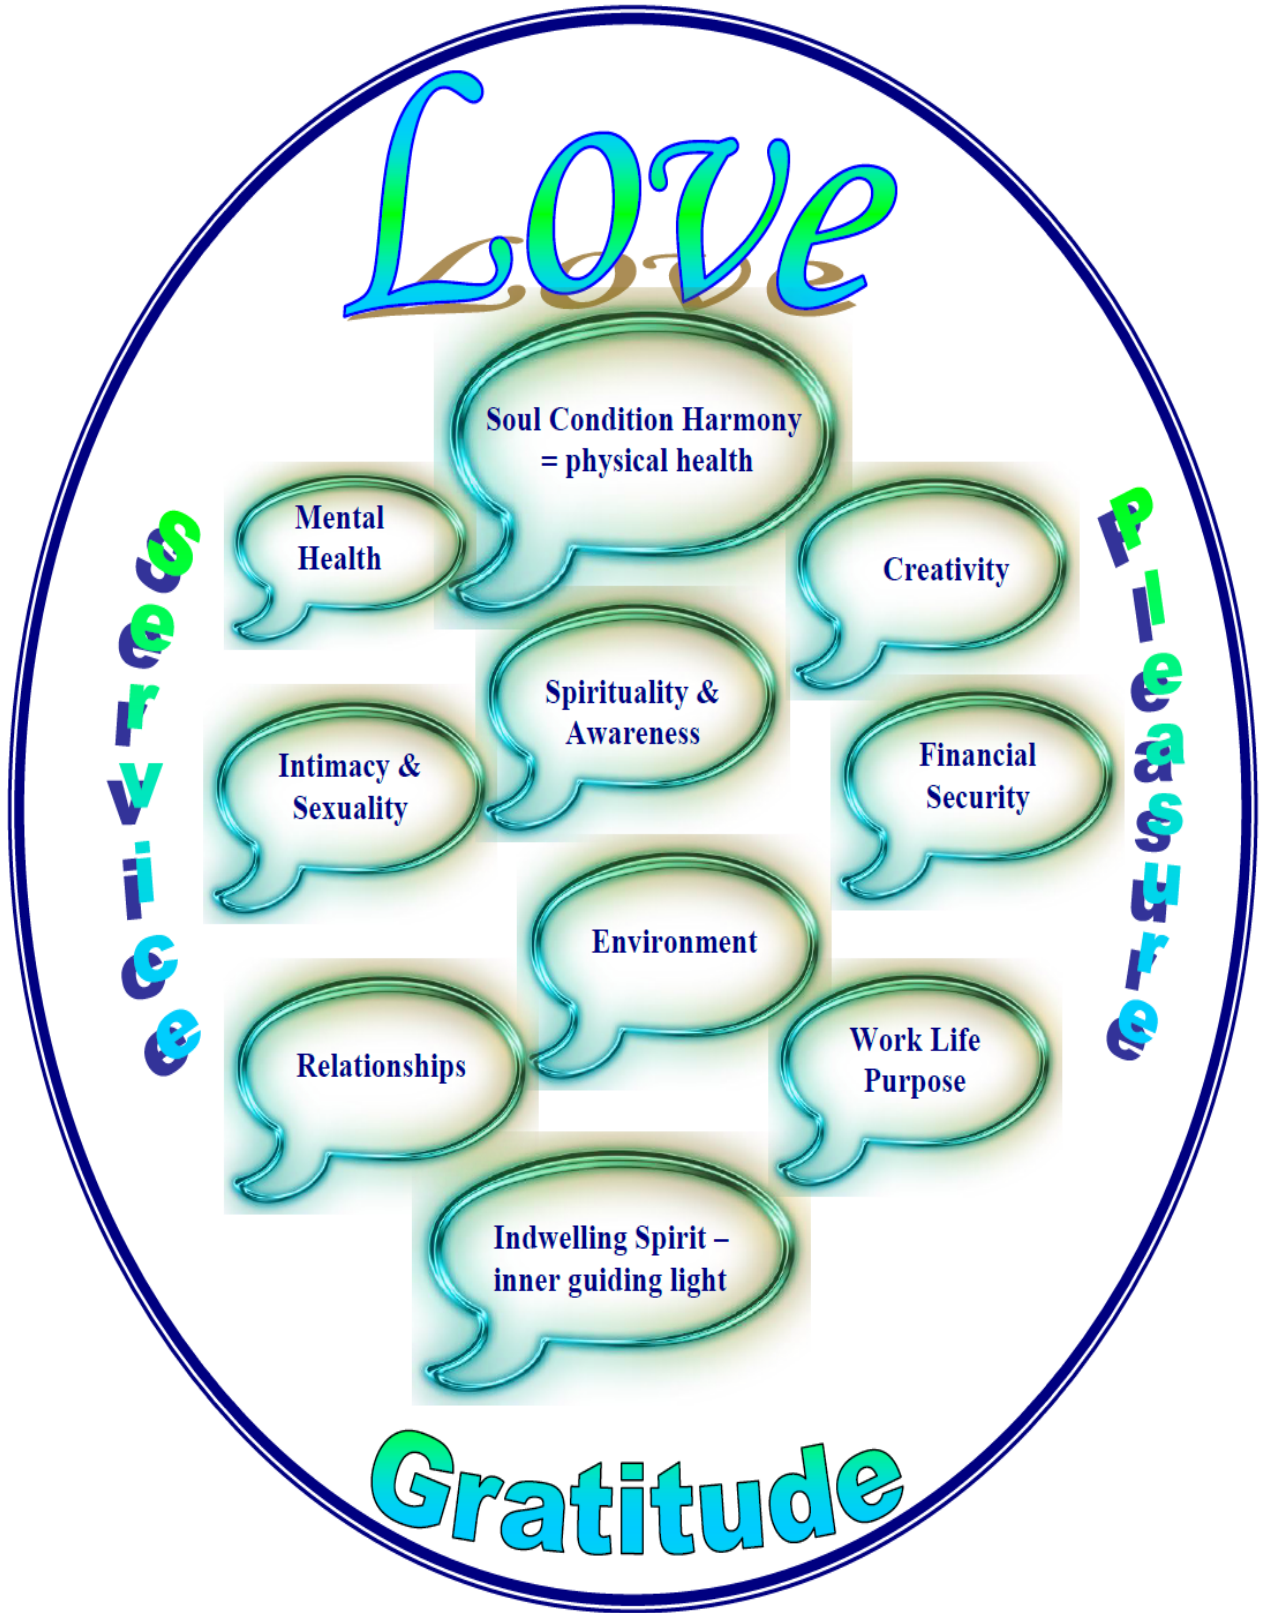 Love
Soul Condition Harmony
= physical health
Mental
Health
Creativity
Service
Pleasure
Spirituality &
Awareness
Intimacy &
Sexuality
Financial
Security
Environment
Relationships
Work Life
Purpose
Indwelling Spirit –
inner guiding light
Gratitude